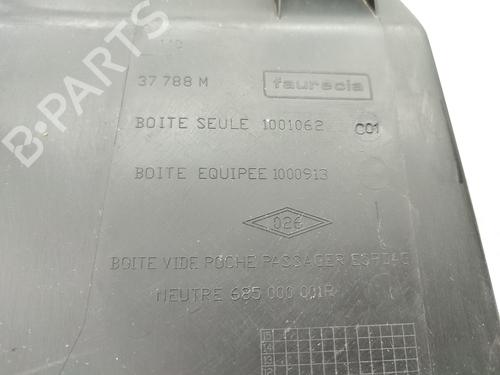 37 788 M
faurecia
BOITE SEULE 1001062 C01
BOITE EQUIPEE 1000913
026
BOITE VIDE POCHE PASSAGER
NEUTRE 685 000 001R
B-PARTS